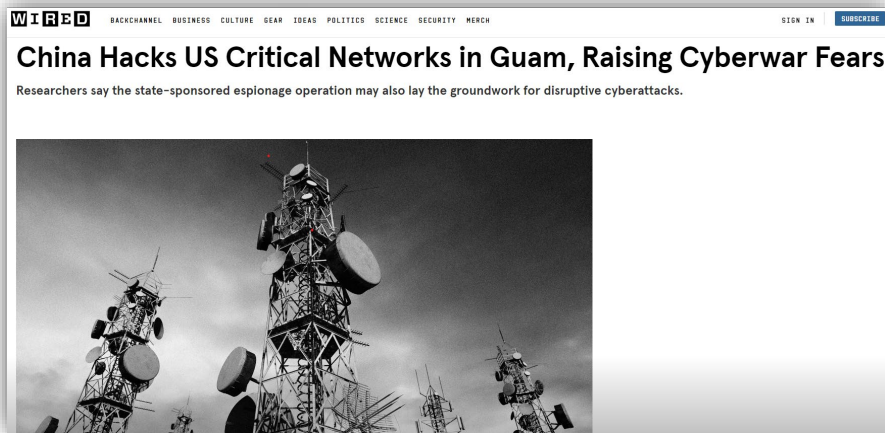 WIRED BACKCHANNEL BUSINESS CULTURE GEAR IDEAS POLITICS SCIENCE SECURITY MERCH SIGN IN SUBSCRIBE
China Hacks US Critical Networks in Guam, Raising Cyberwar Fears
Researchers say the state-sponsored espionage operation may also lay the groundwork for disruptive cyberattacks.